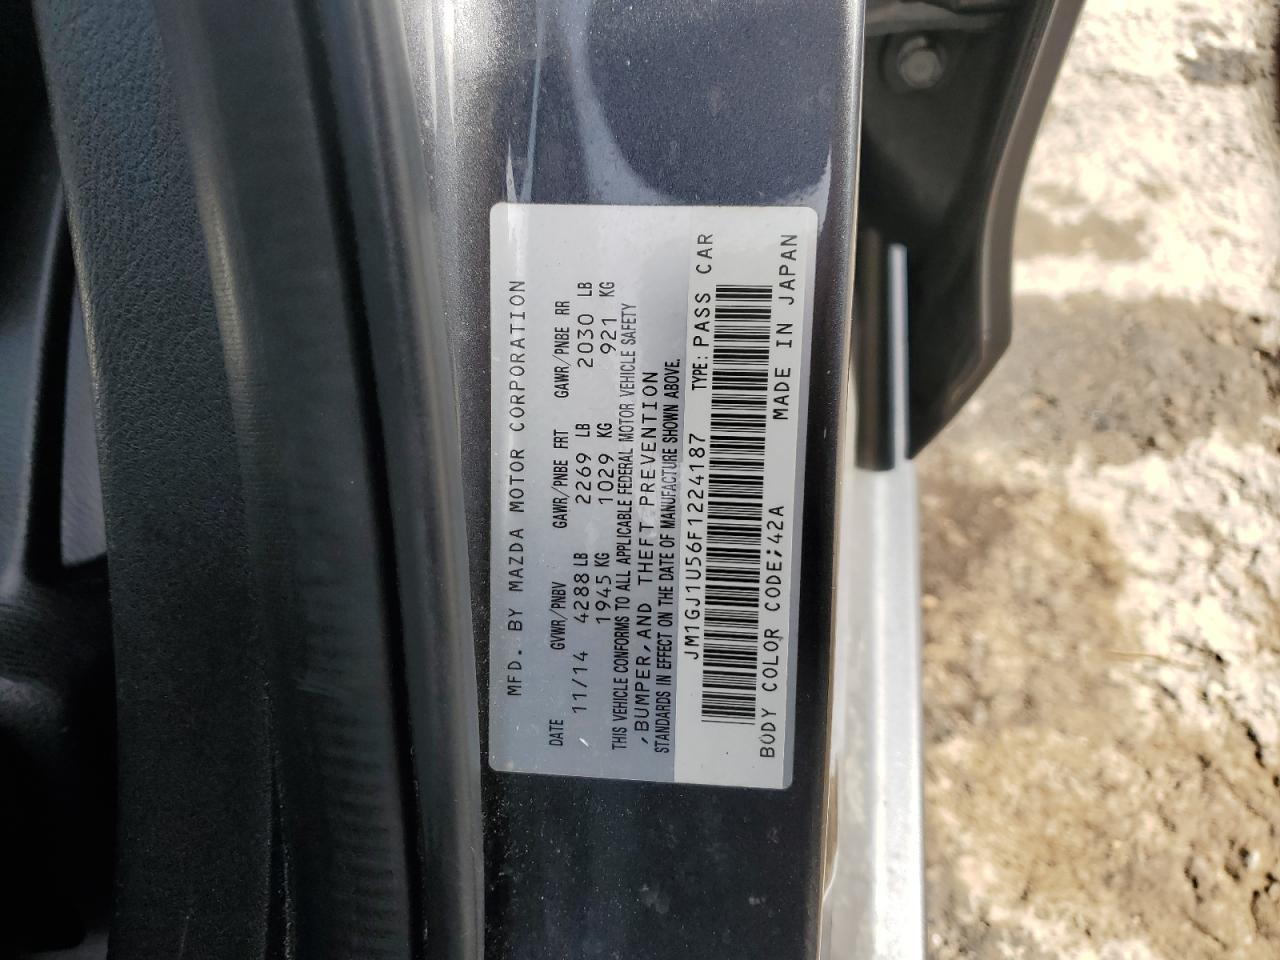 MFD. BY MAZDA MOTOR CORPORATION
DATE GVWR/PNBV GAWR/PNBE FRT GAWR/PNBE RR
11/14 4288 LB 2269 LB 2030 LB
1945 KG 1029 KG 921 KG
THIS VEHICLE CONFORMS TO ALL APPLICABLE FEDERAL MOTOR VEHICLE SAFETY
,BUMPER,AND THEFT PREVENTION
STANDARDS IN EFFECT ON THE DATE OF MANUFACTURE SHOWN ABOVE.
JM1GJ1U56F1224187 TYPE: PASS CAR
BODY COLOR CODE;42A MADE IN JAPAN